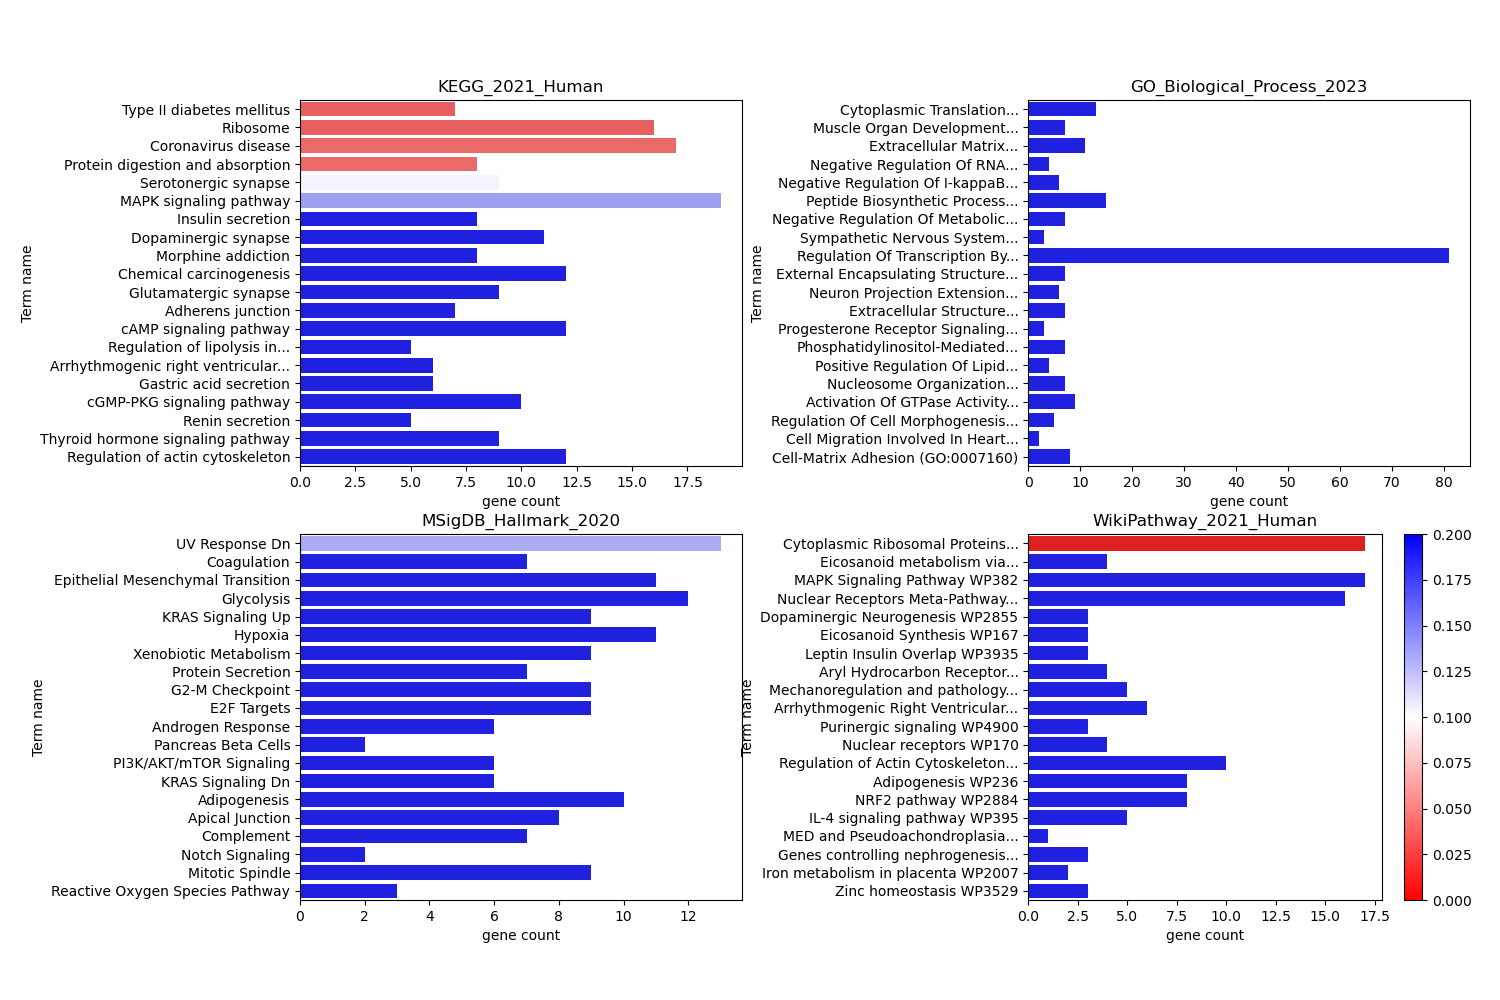 KEGG_2021_Human
Term name
Type II diabetes mellitus
Ribosome
Coronavirus disease
Protein digestion and absorption
Serotonergic synapse
MAPK signaling pathway
Insulin secretion
Dopaminergic synapse
Morphine addiction
Chemical carcinogenesis
Glutamatergic synapse
Adherens junction
cAMP signaling pathway
Regulation of lipolysis in...
Arrhythmogenic right ventricular...
Gastric acid secretion
cGMP-PKG signaling pathway
Renin secretion
Thyroid hormone signaling pathway
Regulation of actin cytoskeleton
0.0 2.5 5.0 7.5 10.0 12.5 15.0 17.5
gene count
GO_Biological_Process_2023
Term name
Cytoplasmic Translation...
Muscle Organ Development...
Extracellular Matrix...
Negative Regulation Of RNA...
Negative Regulation Of I-kappaB...
Peptide Biosynthetic Process...
Negative Regulation Of Metabolic...
Sympathetic Nervous System...
Regulation Of Transcription By...
External Encapsulating Structure...
Neuron Projection Extension...
Extracellular Structure...
Progesterone Receptor Signaling...
Phosphatidylinositol-Mediated...
Positive Regulation Of Lipid...
Nucleosome Organization...
Activation Of GTPase Activity...
Regulation Of Cell Morphogenesis...
Cell Migration Involved In Heart...
Cell-Matrix Adhesion (GO:0007160)
0 10 20 30 40 50 60 70 80
gene count
MSigDB_Hallmark_2020
Term name
UV Response Dn
Coagulation
Epithelial Mesenchymal Transition
Glycolysis
KRAS Signaling Up
Hypoxia
Xenobiotic Metabolism
Protein Secretion
G2-M Checkpoint
E2F Targets
Androgen Response
Pancreas Beta Cells
PI3K/AKT/mTOR Signaling
KRAS Signaling Dn
Adipogenesis
Apical Junction
Complement
Notch Signaling
Mitotic Spindle
Reactive Oxygen Species Pathway
0 2 4 6 8 10 12
gene count
WikiPathway_2021_Human
Term name
Cytoplasmic Ribosomal Proteins...
Eicosanoid metabolism via...
MAPK Signaling Pathway WP382
Nuclear Receptors Meta-Pathway...
Dopaminergic Neurogenesis WP2855
Eicosanoid Synthesis WP167
Leptin Insulin Overlap WP3935
Aryl Hydrocarbon Receptor...
Mechanoregulation and pathology...
Arrhythmogenic Right Ventricular...
Purinergic signaling WP4900
Nuclear receptors WP170
Regulation of Actin Cytoskeleton...
Adipogenesis WP236
NRF2 pathway WP2884
IL-4 signaling pathway WP395
MED and Pseudoachondroplasia...
Genes controlling nephrogenesis...
Iron metabolism in placenta WP2007
Zinc homeostasis WP3529
0.0 2.5 5.0 7.5 10.0 12.5 15.0 17.5
gene count
0.200
0.175
0.150
0.125
0.100
0.075
0.050
0.025
0.000